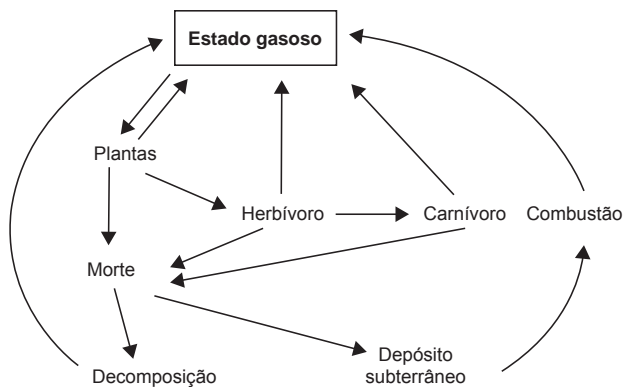 Estado gasoso
Plantas
Herbívoro
Carnívoro
Combustão
Morte
Decomposição
Depósito
subterrâneo